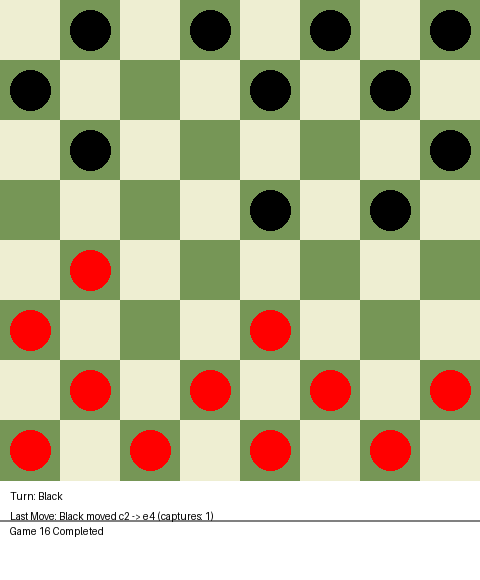 Turn: Black
Last Move: Black moved c2 -> e4 (captures: 1)
Game 16 Completed